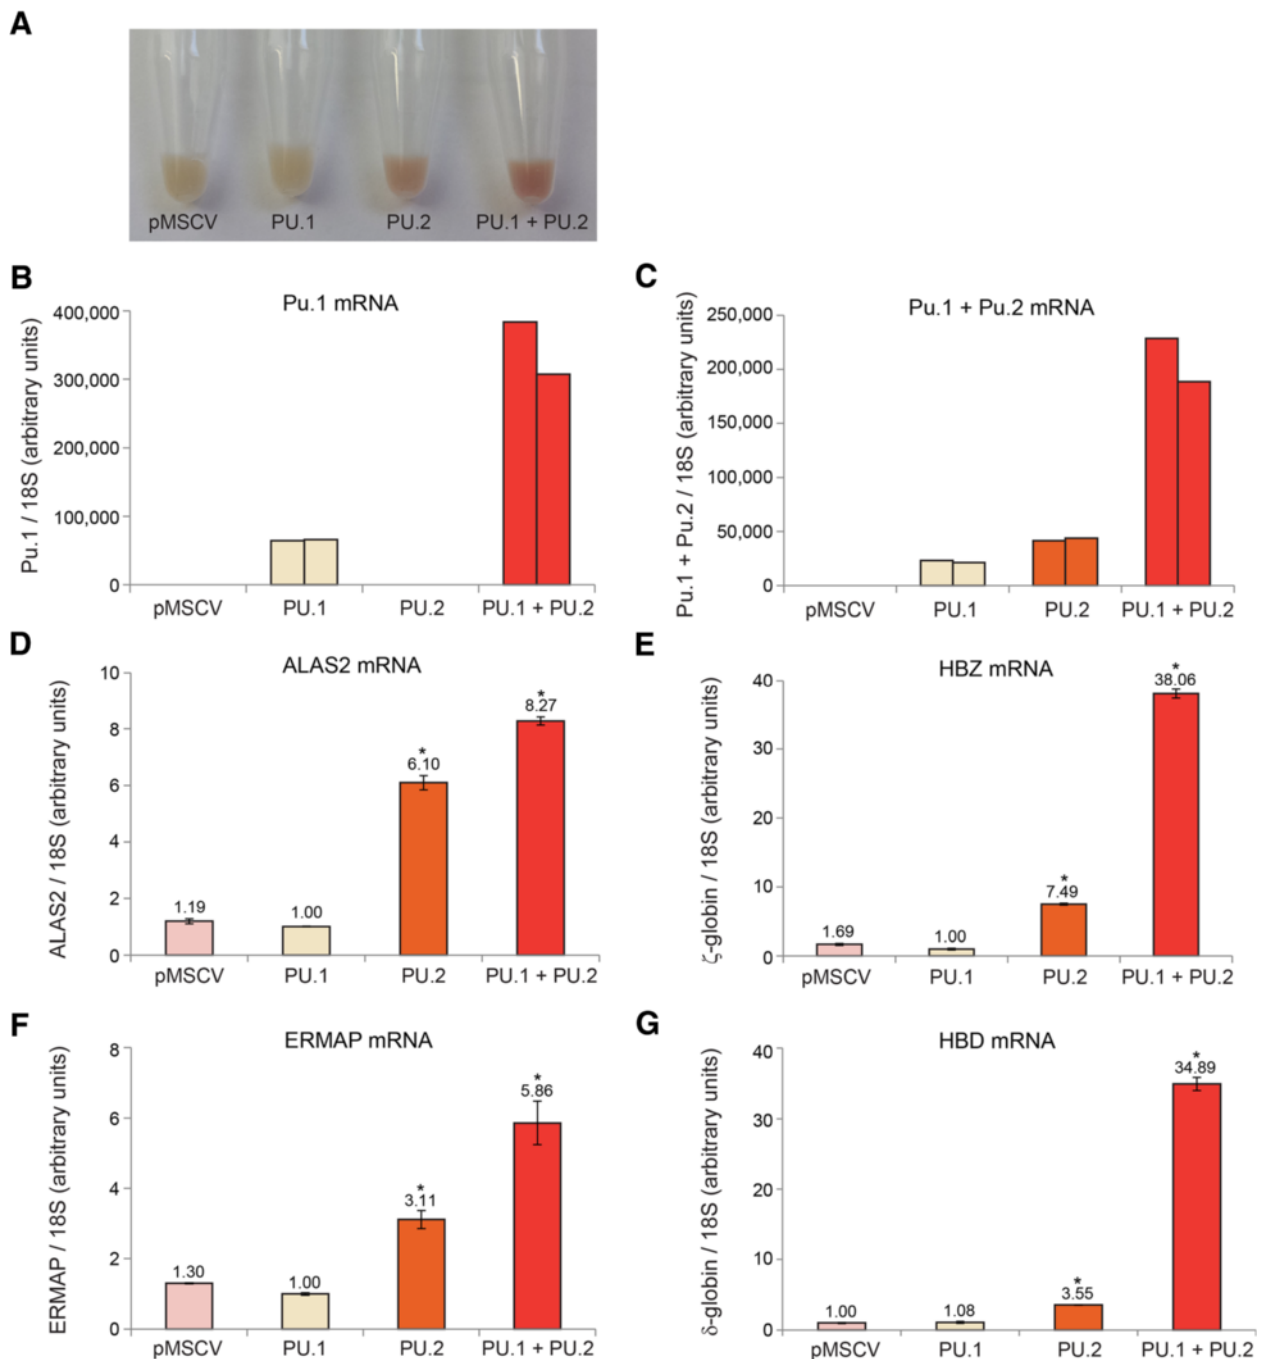 A
pMSCV PU.1 PU.2 PU.1 + PU.2
B
Pu.1 mRNA
Pu.1 / 18S (arbitrary units)
400,000
300,000
200,000
100,000
0
pMSCV PU.1 PU.2 PU.1 + PU.2
C
Pu.1 + Pu.2 mRNA
Pu.1 + Pu.2 / 18S (arbitrary units)
250,000
200,000
150,000
100,000
50,000
0
pMSCV PU.1 PU.2 PU.1 + PU.2
D
ALAS2 mRNA
ALAS2 / 18S (arbitrary units)
10
8
6
4
2
0
1.19
1.00
*
6.10
*
8.27
pMSCV PU.1 PU.2 PU.1 + PU.2
E
HBZ mRNA
ζ-globin / 18S (arbitrary units)
40
30
20
10
0
1.69
1.00
*
7.49
*
38.06
pMSCV PU.1 PU.2 PU.1 + PU.2
F
ERMAP mRNA
ERMAP / 18S (arbitrary units)
8
6
4
2
0
1.30
1.00
*
3.11
*
5.86
pMSCV PU.1 PU.2 PU.1 + PU.2
G
HBD mRNA
δ-globin / 18S (arbitrary units)
40
30
20
10
0
1.00
1.08
*
3.55
*
34.89
pMSCV PU.1 PU.2 PU.1 + PU.2